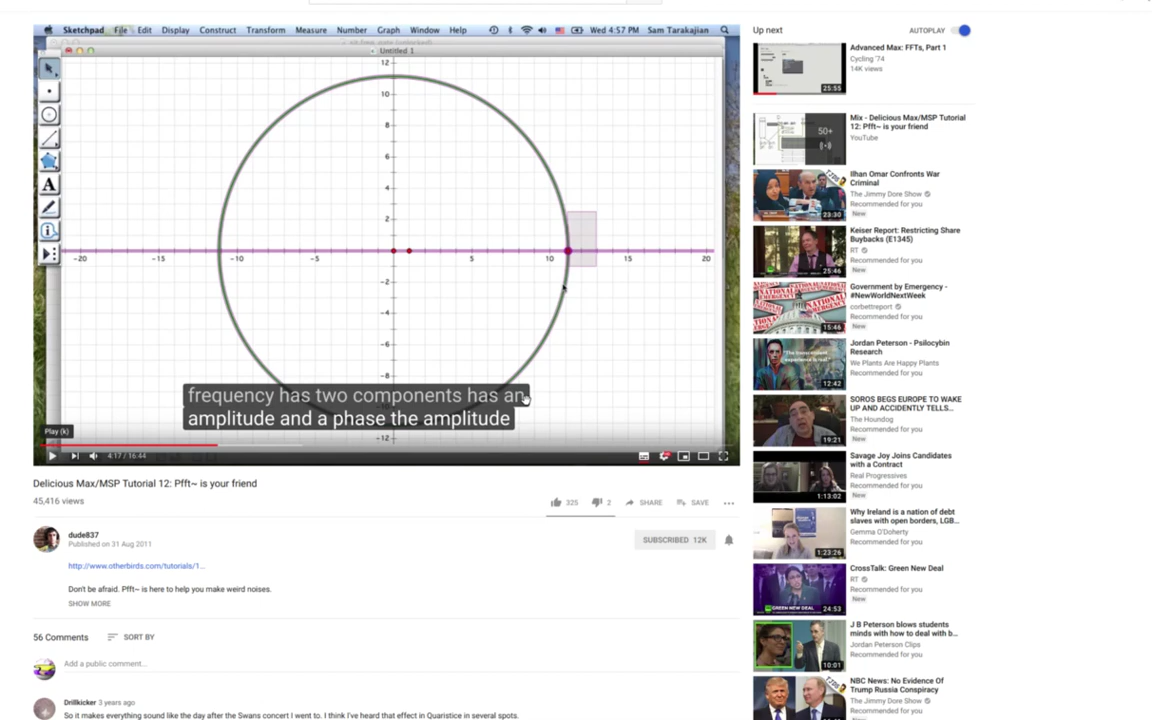 Sketchpad File Edit Display Construct Transform Measure Number Graph Window Help Wed 4:57 PM Sam Tarakajian
Untitled 1
12
10
8
6
4
2
-20 -15 -10 -5 5 10 15 20
-2
-4
-6
-8
-12
A
frequency has two components has an
amplitude and a phase the amplitude
Play (k)
4:17 / 16:44
Delicious Max/MSP Tutorial 12: Pfft~ is your friend
45,416 views
325 2 SHARE SAVE
dude837
Published on 31 Aug 2011
SUBSCRIBED 12K
http://www.otherbirds.com/tutorials/1...
Don't be afraid. Pfft~ is here to help you make weird noises.
SHOW MORE
56 Comments SORT BY
Add a public comment...
Drillkicker 3 years ago
So it makes everything sound like the day after the Swans concert I went to. I think I've heard that effect in Quaristice in several spots.
Up next AUTOPLAY
Advanced Max: FFTs, Part 1
Cycling '74
14K views
25:55
Mix - Delicious Max/MSP Tutorial
12: Pfft~ is your friend
YouTube
50+
Ilhan Omar Confronts War
Criminal
The Jimmy Dore Show
Recommended for you
New
23:30
Keiser Report: Restricting Share
Buybacks (E1345)
RT
Recommended for you
New
25:46
Government by Emergency -
#NewWorldNextWeek
corbettreport
Recommended for you
New
15:46
Jordan Peterson - Psilocybin
Research
We Plants Are Happy Plants
Recommended for you
12:42
SOROS BEGS EUROPE TO WAKE
UP AND ACCIDENTLY TELLS...
The Hounding
Recommended for you
New
19:21
Savage Joy Joins Candidates
with a Contract
Real Progressives
Recommended for you
New
1:13:02
Why Ireland is a nation of debt
slaves with open borders, LGB...
Gemma O'Doherty
Recommended for you
1:23:26
CrossTalk: Green New Deal
RT
Recommended for you
New
GREEN NEW DEAL
24:53
J B Peterson blows students
minds with how to deal with b...
Jordan Peterson Clips
Recommended for you
10:01
NBC News: No Evidence Of
Trump Russia Conspiracy
The Jimmy Dore Show
Recommended for you